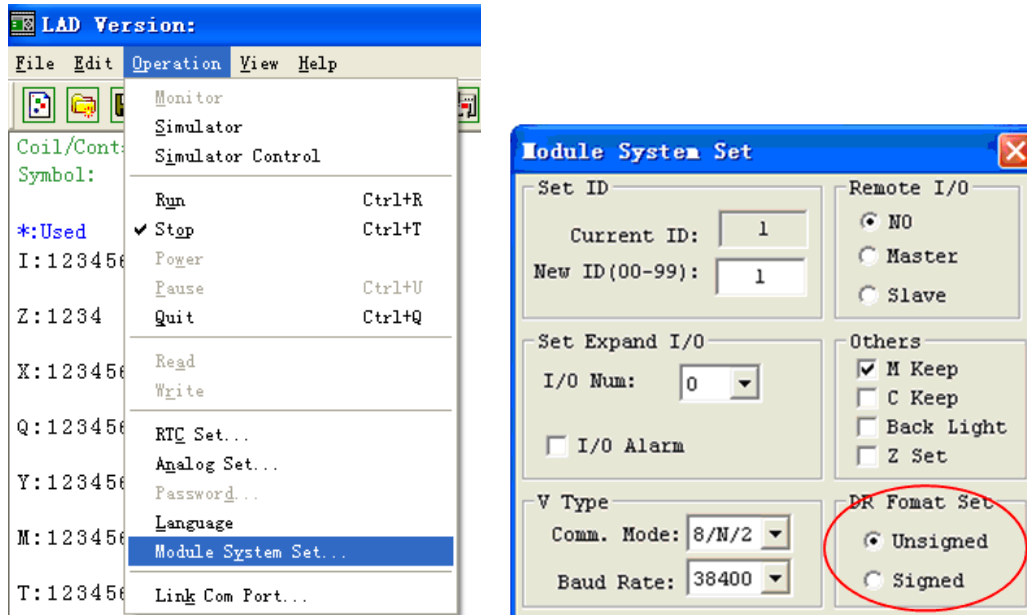 LAD Version:
File Edit Operation View Help
Monitor
Simulator
Simulator Control
Run Ctrl+R
Stop Ctrl+T
Power
Pause Ctrl+U
Quit Ctrl+Q
Read
Write
RTC Set...
Analog Set...
Password...
Language
Module System Set...
Link Com Port...
Coil/Cont
Symbol:
*:Used
I:123456
Z:1234
X:123456
Q:123456
Y:123456
M:123456
T:123456
Module System Set
Set ID
Current ID: 1
New ID(00-99): 1
Remote I/O
NO
Master
Slave
Set Expand I/O
I/O Num: 0
I/O Alarm
Others
M Keep
C Keep
Back Light
Z Set
V Type
Comm. Mode: 8/N/2
Baud Rate: 38400
DR Fomat Set
Unsigned
Signed